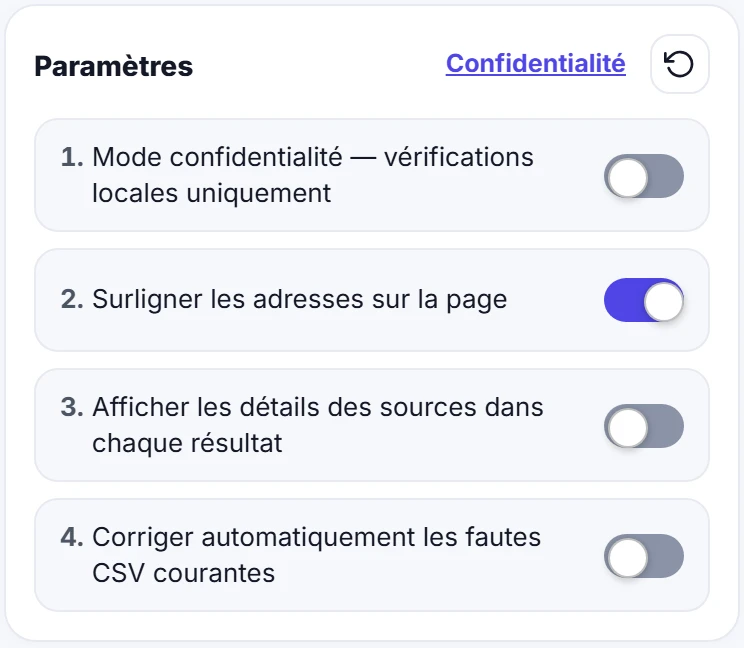 Paramètres
Confidentialité
1. Mode confidentialité — vérifications
locales uniquement
2. Surligner les adresses sur la page
3. Afficher les détails des sources dans
chaque résultat
4. Corriger automatiquement les fautes
CSV courantes